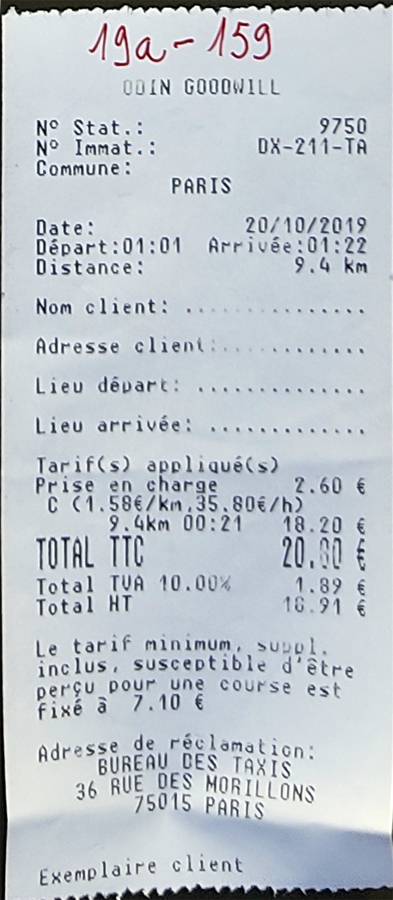 19a-159
ODIN GOODWILL
N° Stat.: 9750
N° Immat.: DX-211-TA
Commune:
PARIS
Date: 20/10/2019
Départ:01:01 Arrivée:01:22
Distance: 9.4 km
Nom client: ..............
Adresse client:............
Lieu départ: .............
Lieu arrivée: ............
Tarif(s) appliqué(s)
Prise en charge 2.60 €
C (1.58€/km,35.80€/h)
9.4km 00:21 18.20 €
TOTAL TTC 20.80 €
Total TVA 10.00% 1.89 €
Total HT 18.91 €
Le tarif minimum, suppl.
inclus, susceptible d'être
perçu pour une course est
fixé à 7.10 €
Adresse de réclamation:
BUREAU DES TAXIS
36 RUE DES MORILLONS
75015 PARIS
Exemplaire client